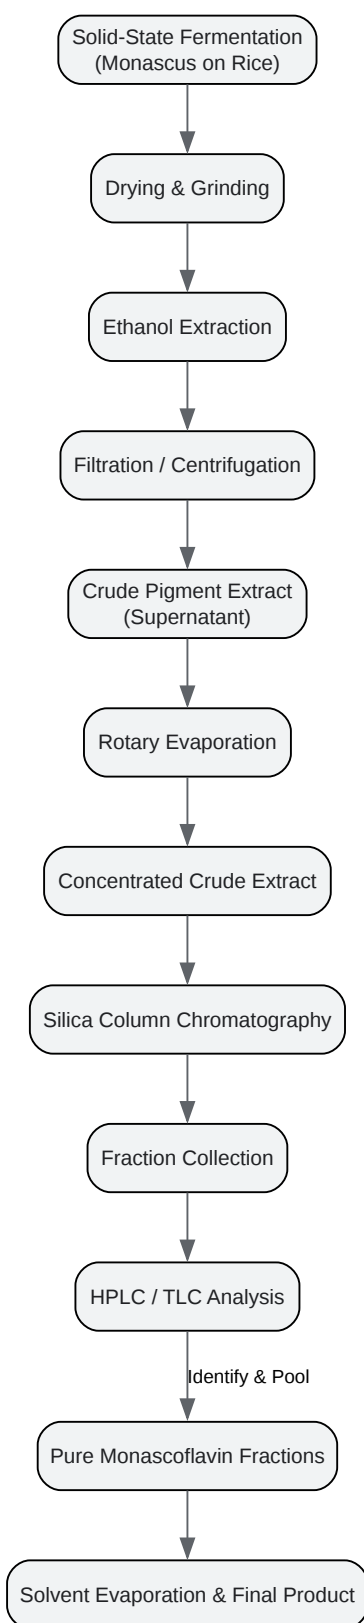 Solid-State Fermentation
(Monascus on Rice)
Drying & Grinding
Ethanol Extraction
Filtration / Centrifugation
Crude Pigment Extract
(Supernatant)
Rotary Evaporation
Concentrated Crude Extract
Silica Column Chromatography
Fraction Collection
HPLC / TLC Analysis
Identify & Pool
Pure Monascoflavin Fractions
Solvent Evaporation & Final Product